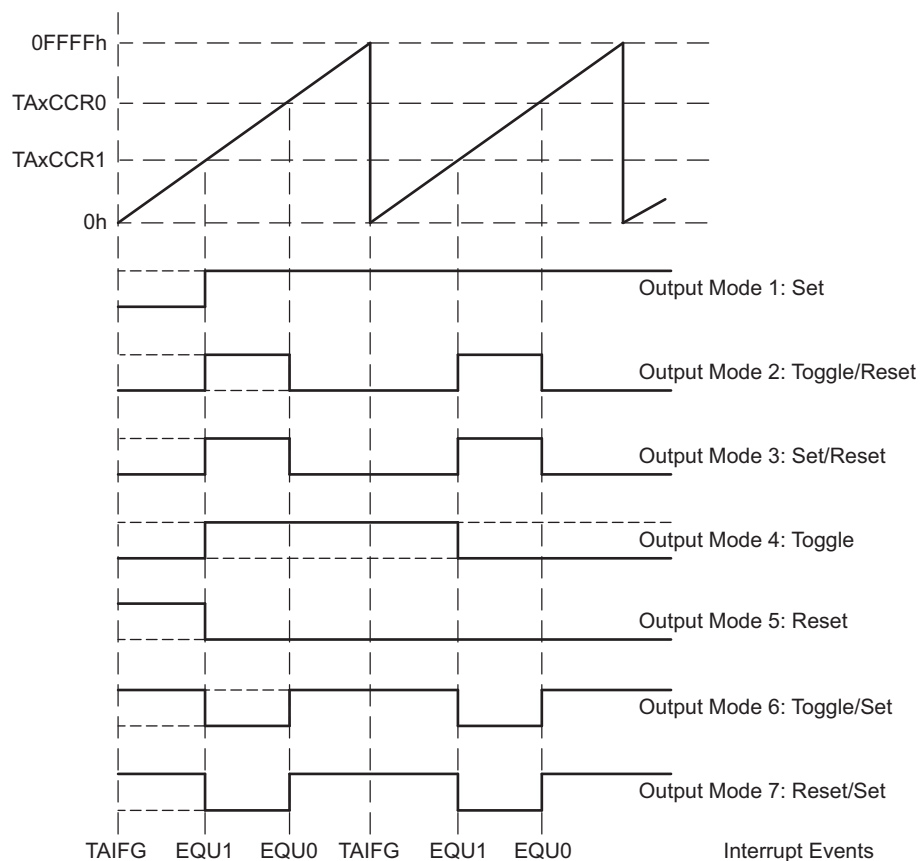 0FFFFh
TAxCCR0
TAxCCR1
0h
Output Mode 1: Set
Output Mode 2: Toggle/Reset
Output Mode 3: Set/Reset
Output Mode 4: Toggle
Output Mode 5: Reset
Output Mode 6: Toggle/Set
Output Mode 7: Reset/Set
TAIFG EQU1 EQU0 TAIFG EQU1 EQU0 Interrupt Events